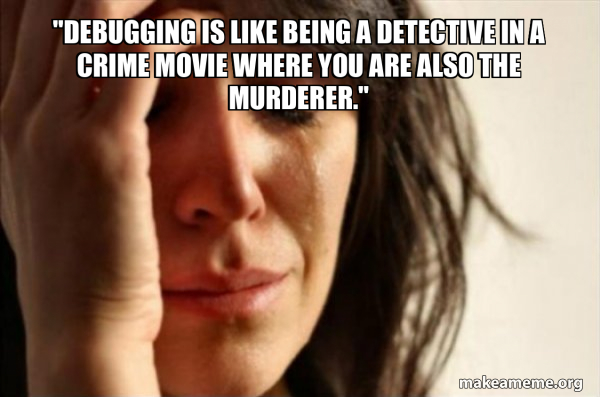 "DEBUGGING IS LIKE BEING A DETECTIVE IN A
CRIME MOVIE WHERE YOU ARE ALSO THE
MURDERER."
makeameme.org